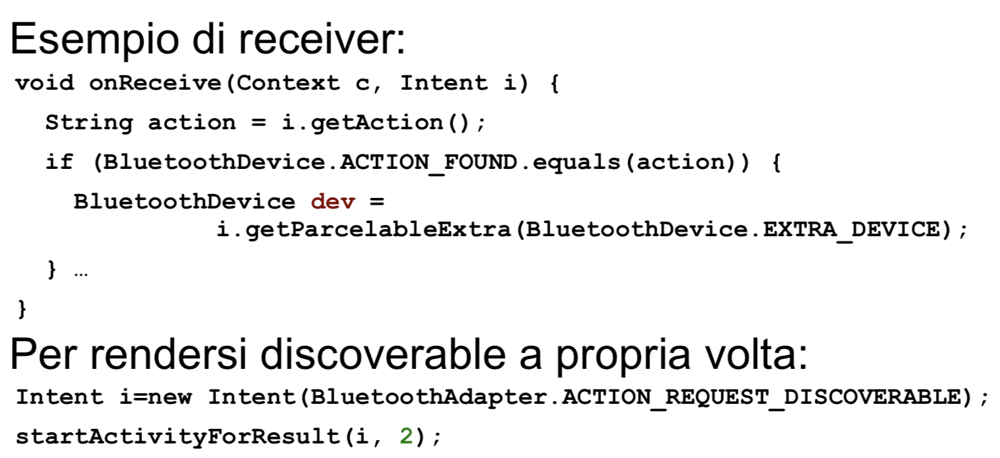 Esempio di receiver:
void onReceive(Context c, Intent i) {
String action = i.getAction();
if (BluetoothDevice.ACTION_FOUND.equals(action)) {
BluetoothDevice dev =
i.getParcelableExtra(BluetoothDevice.EXTRA_DEVICE);
} …
}
Per rendersi discoverable a propria volta:
Intent i=new Intent(BluetoothAdapter.ACTION_REQUEST_DISCOVERABLE);
startActivityForResult(i, 2);